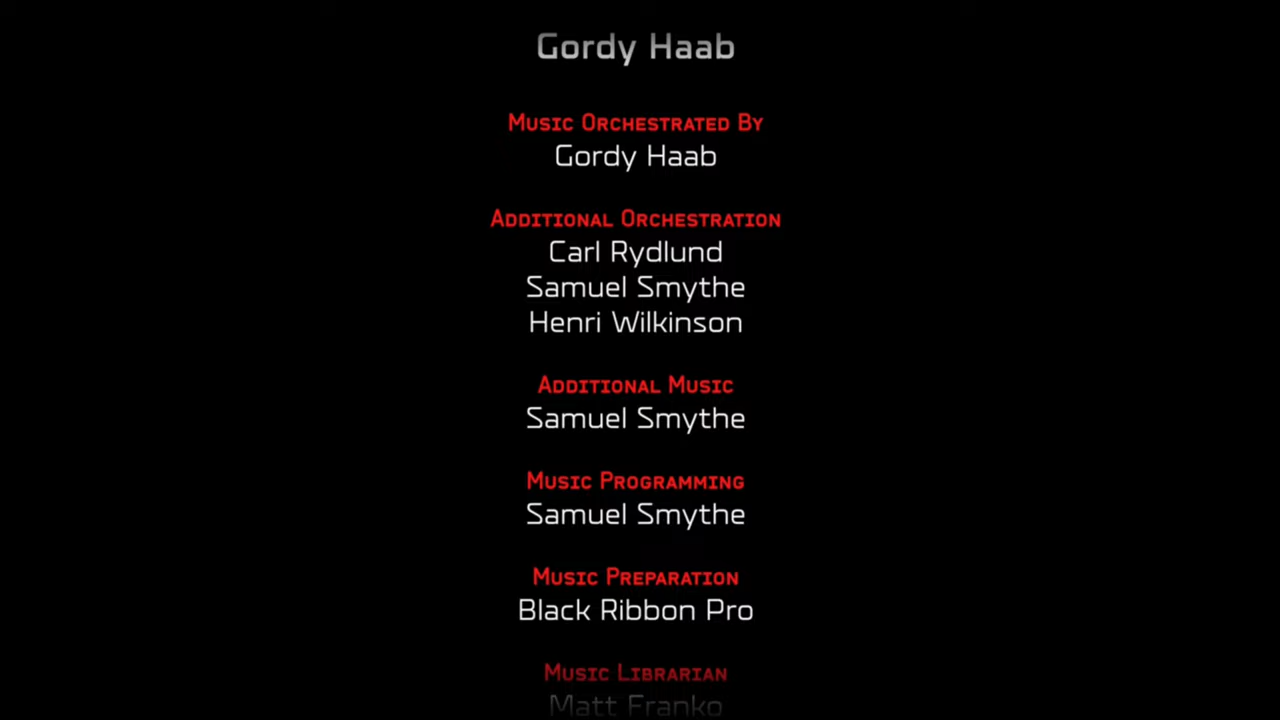 Gordy Haab
Music Orchestrated By
Gordy Haab
Additional Orchestration
Carl Rydlund
Samuel Smythe
Henri Wilkinson
Additional Music
Samuel Smythe
Music Programming
Samuel Smythe
Music Preparation
Black Ribbon Pro
Music Librarian
Matt Franko